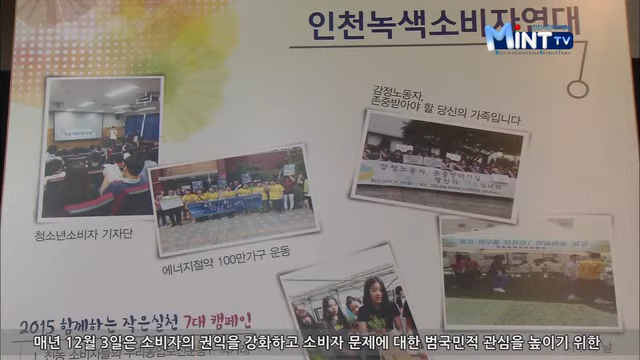 인천녹색소비자연대
MINT TV
감정노동자,
존중받아야 할 당신의 가족입니다
청소년소비자 기자단
에너지절약 100만가구 운동
2015 함께하는 작은실천 7대 캠페인
매년 12월 3일은 소비자의 권익을 강화하고 소비자 문제에 대한 범국민적 관심을 높이기 위한